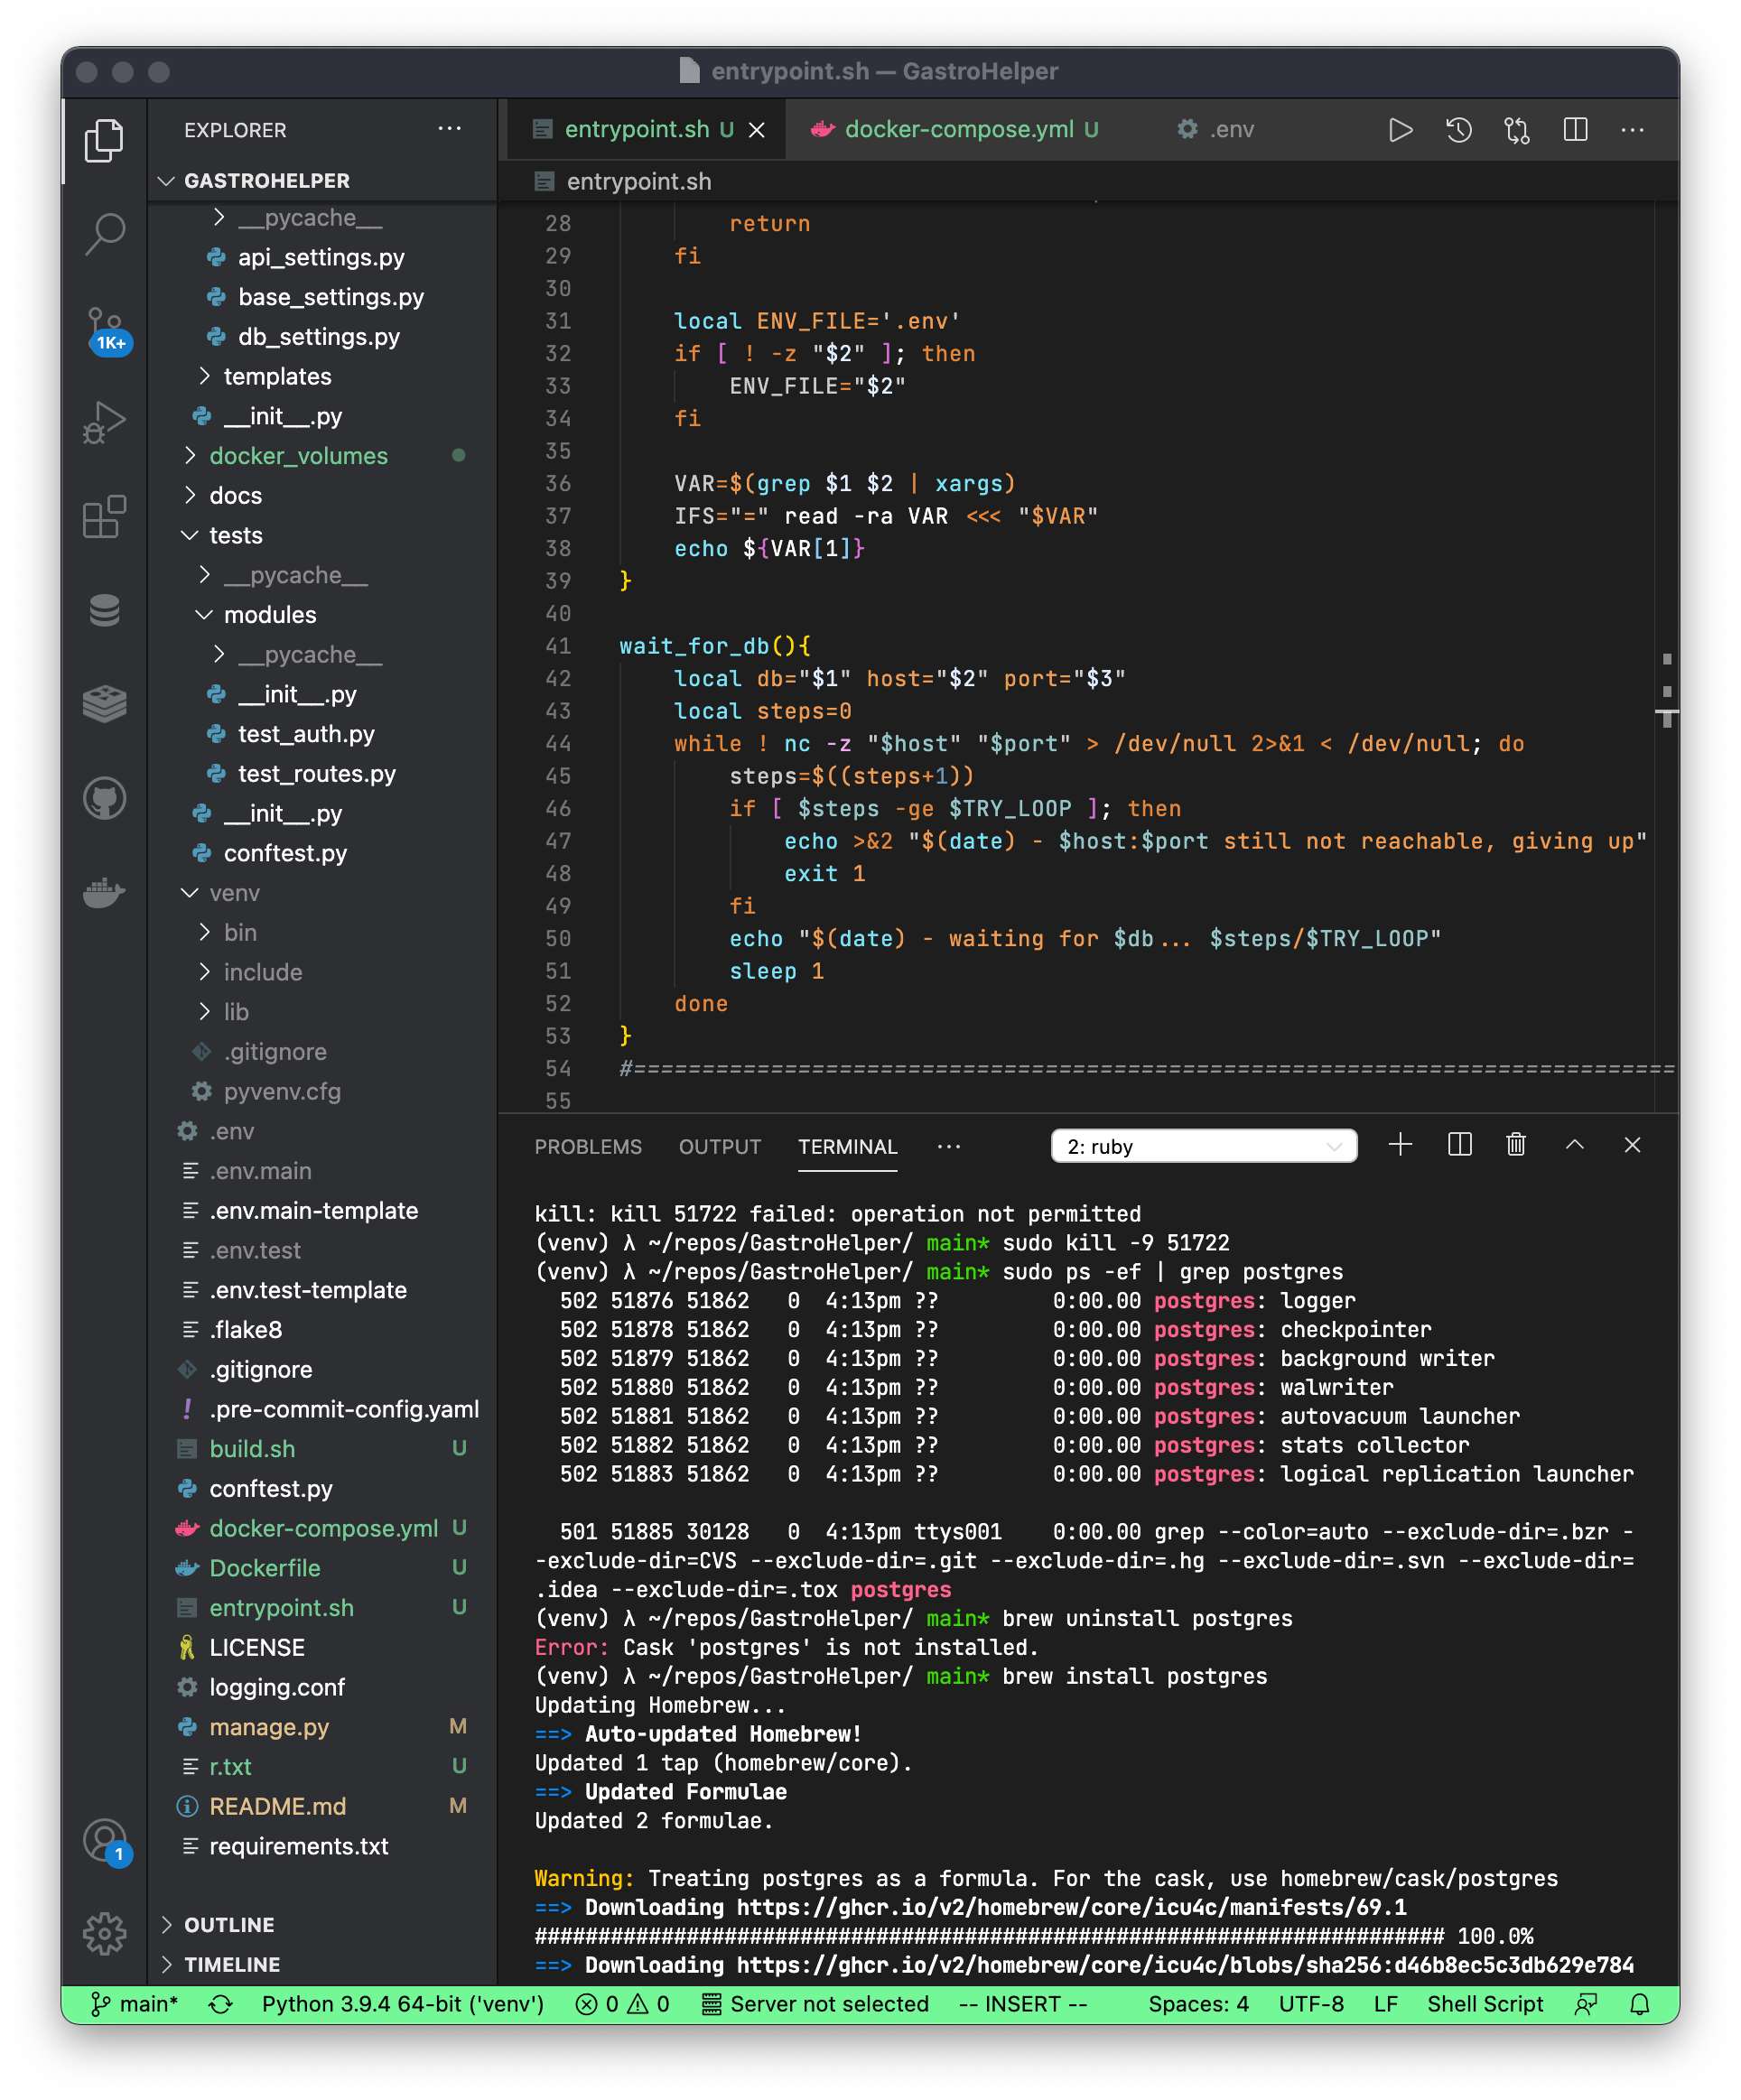 entrypoint.sh — GastroHelper
EXPLORER
GASTROHELPER
__pycache__
api_settings.py
base_settings.py
db_settings.py
templates
__init__.py
docker_volumes
docs
tests
__pycache__
modules
__pycache__
__init__.py
test_auth.py
test_routes.py
__init__.py
conftest.py
venv
bin
include
lib
.gitignore
pyvenv.cfg
.env
.env.main
.env.main-template
.env.test
.env.test-template
.flake8
.gitignore
! .pre-commit-config.yaml
build.sh U
conftest.py
docker-compose.yml U
Dockerfile U
entrypoint.sh U
LICENSE
logging.conf
manage.py M
r.txt U
README.md M
requirements.txt
OUTLINE
TIMELINE
1K+
1
entrypoint.sh U docker-compose.yml U .env
entrypoint.sh
28 return
29 fi
30
31 local ENV_FILE='.env'
32 if [ ! -z "$2" ]; then
33 ENV_FILE="$2"
34 fi
35
36 VAR=$(grep $1 $2 | xargs)
37 IFS="=" read -ra VAR <<< "$VAR"
38 echo ${VAR[1]}
39 }
40
41 wait_for_db(){
42 local db="$1" host="$2" port="$3"
43 local steps=0
44 while ! nc -z "$host" "$port" > /dev/null 2>&1 < /dev/null; do
45 steps=$((steps+1))
46 if [ $steps -ge $TRY_LOOP ]; then
47 echo >&2 "$(date) - $host:$port still not reachable, giving up"
48 exit 1
49 fi
50 echo "$(date) - waiting for $db... $steps/$TRY_LOOP"
51 sleep 1
52 done
53 }
54 #============================================================================
55
PROBLEMS OUTPUT TERMINAL 2: ruby
kill: kill 51722 failed: operation not permitted
(venv) λ ~/repos/GastroHelper/ main* sudo kill -9 51722
(venv) λ ~/repos/GastroHelper/ main* sudo ps -ef | grep postgres
502 51876 51862 0 4:13pm ?? 0:00.00 postgres: logger
502 51878 51862 0 4:13pm ?? 0:00.00 postgres: checkpointer
502 51879 51862 0 4:13pm ?? 0:00.00 postgres: background writer
502 51880 51862 0 4:13pm ?? 0:00.00 postgres: walwriter
502 51881 51862 0 4:13pm ?? 0:00.00 postgres: autovacuum launcher
502 51882 51862 0 4:13pm ?? 0:00.00 postgres: stats collector
502 51883 51862 0 4:13pm ?? 0:00.00 postgres: logical replication launcher
501 51885 30128 0 4:13pm ttys001 0:00.00 grep --color=auto --exclude-dir=.bzr -
-exclude-dir=CVS --exclude-dir=.git --exclude-dir=.hg --exclude-dir=.svn --exclude-dir=
.idea --exclude-dir=.tox postgres
(venv) λ ~/repos/GastroHelper/ main* brew uninstall postgres
Error: Cask 'postgres' is not installed.
(venv) λ ~/repos/GastroHelper/ main* brew install postgres
Updating Homebrew...
==> Auto-updated Homebrew!
Updated 1 tap (homebrew/core).
==> Updated Formulae
Updated 2 formulae.
Warning: Treating postgres as a formula. For the cask, use homebrew/cask/postgres
==> Downloading https://ghcr.io/v2/homebrew/core/icu4c/manifests/69.1
######################################################################## 100.0%
==> Downloading https://ghcr.io/v2/homebrew/core/icu4c/blobs/sha256:d46b8ec5c3db629e784
main* Python 3.9.4 64-bit ('venv') 0 0 Server not selected -- INSERT -- Spaces: 4 UTF-8 LF Shell Script